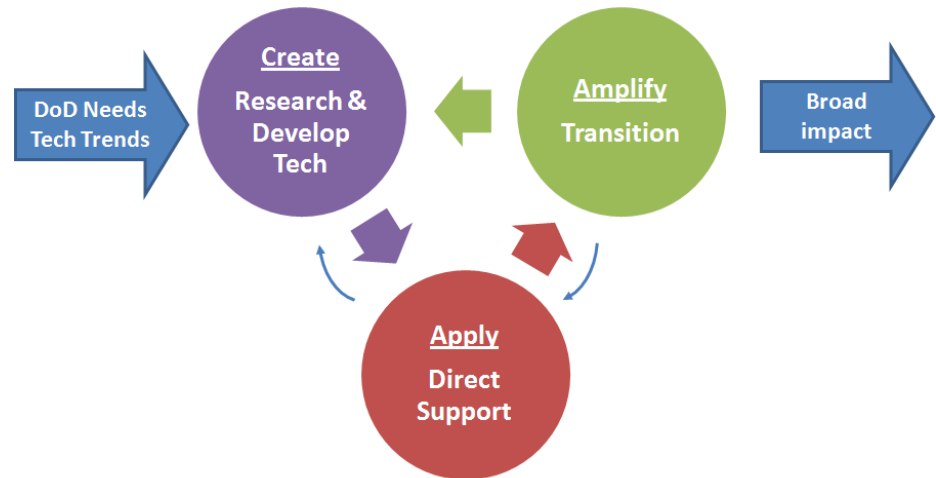 DoD Needs
Tech Trends
Create
Research &
Develop
Tech
Amplify
Transition
Broad
impact
Apply
Direct
Support